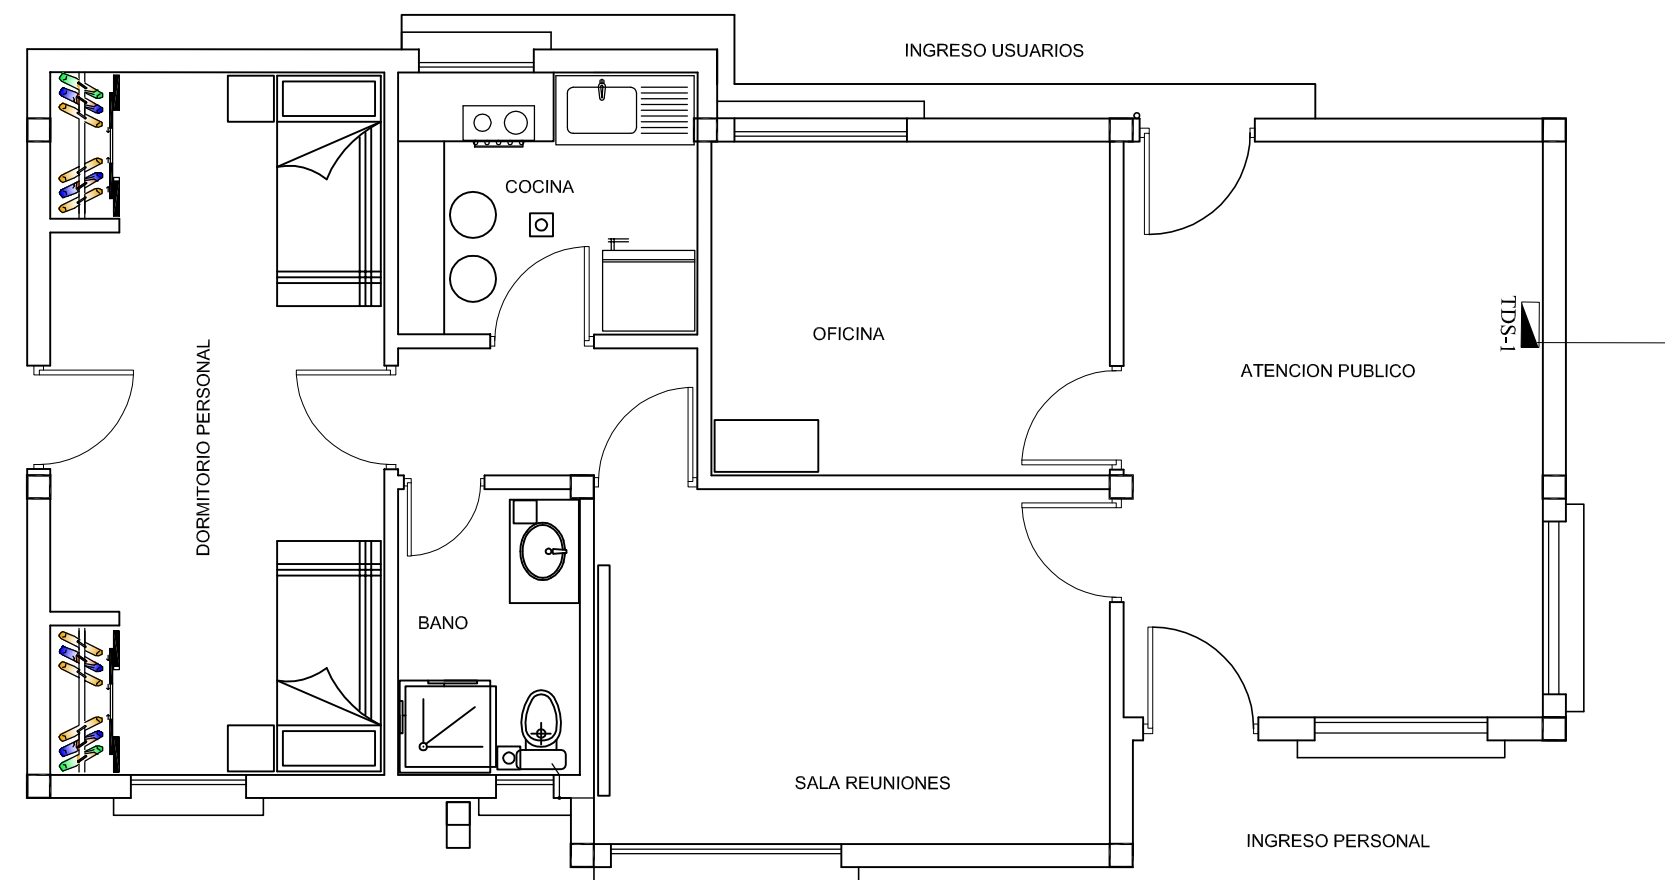 INGRESO USUARIOS
COCINA
OFICINA
TDS-1
ATENCION PUBLICO
DORMITORIO PERSONAL
BANO
SALA REUNIONES
INGRESO PERSONAL